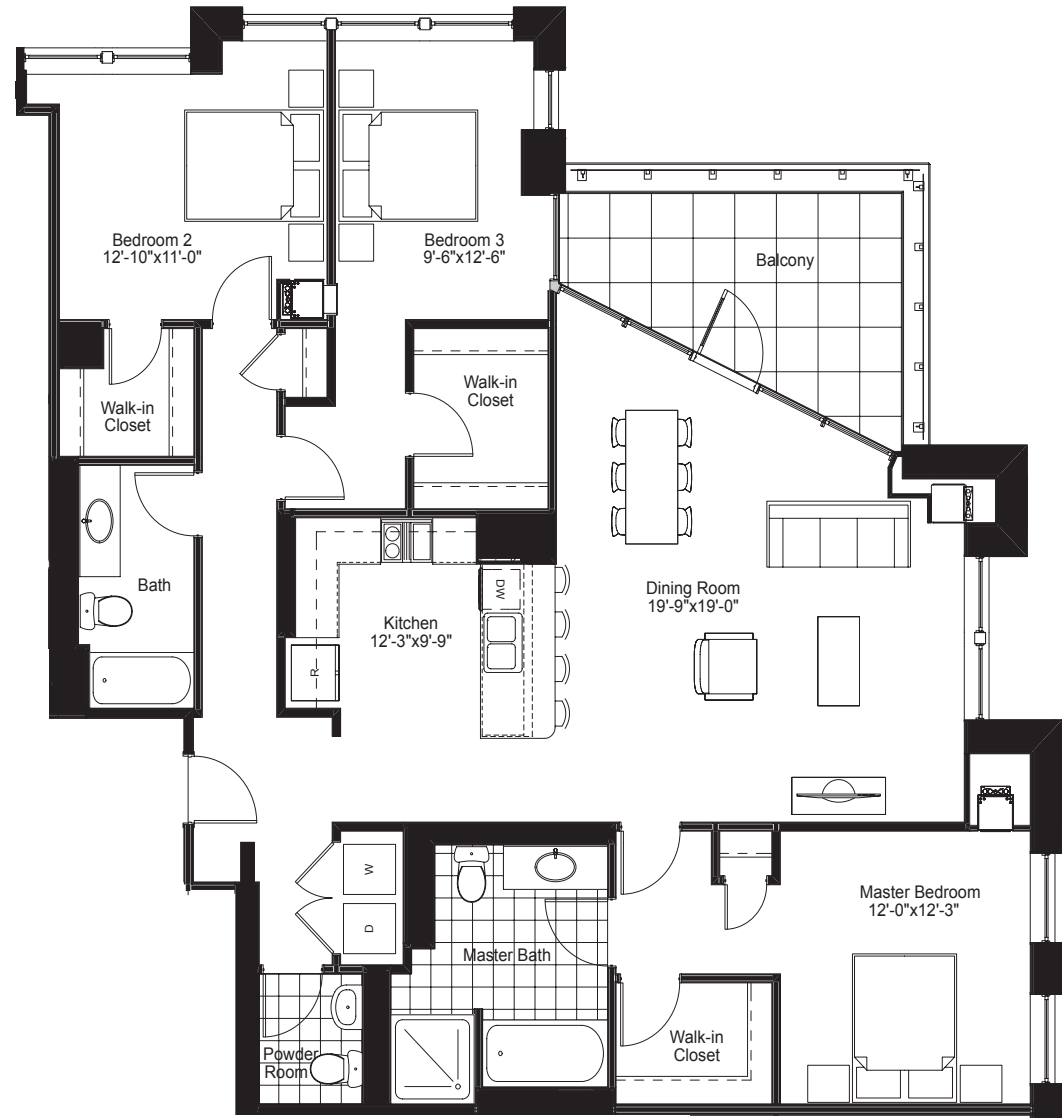 Bedroom 2
12'-10"x11'-0"
Bedroom 3
9'-6"x12'-6"
Balcony
Walk-in
Closet
Walk-in
Closet
Bath
Kitchen
12'-3"x9'-9"
DW
R
Dining Room
19'-9"x19'-0"
W
D
Master Bath
Master Bedroom
12'-0"x12'-3"
Powder
Room
Walk-in
Closet